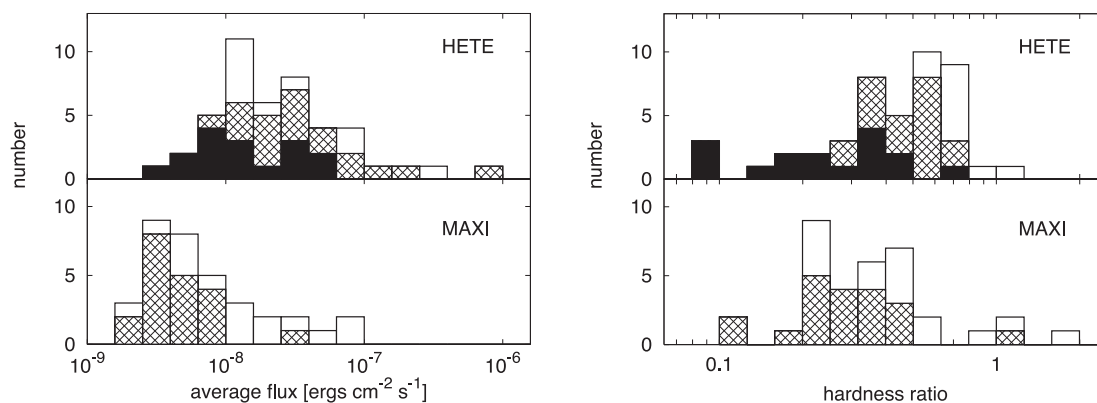 HETE
10
5
0
number
MAXI
10
5
0
10⁻⁹ 10⁻⁸ 10⁻⁷ 10⁻⁶
average flux [ergs cm⁻² s⁻¹]
HETE
10
5
0
number
MAXI
10
5
0
0.1 1
hardness ratio